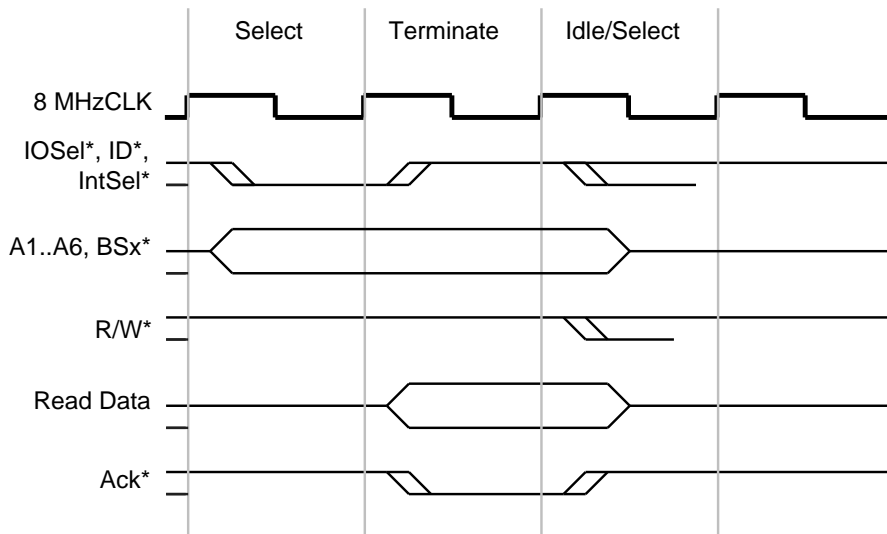 Select Terminate Idle/Select
8 MHzCLK
IOSel*, ID*,
IntSel*
A1..A6, BSx*
R/W*
Read Data
Ack*